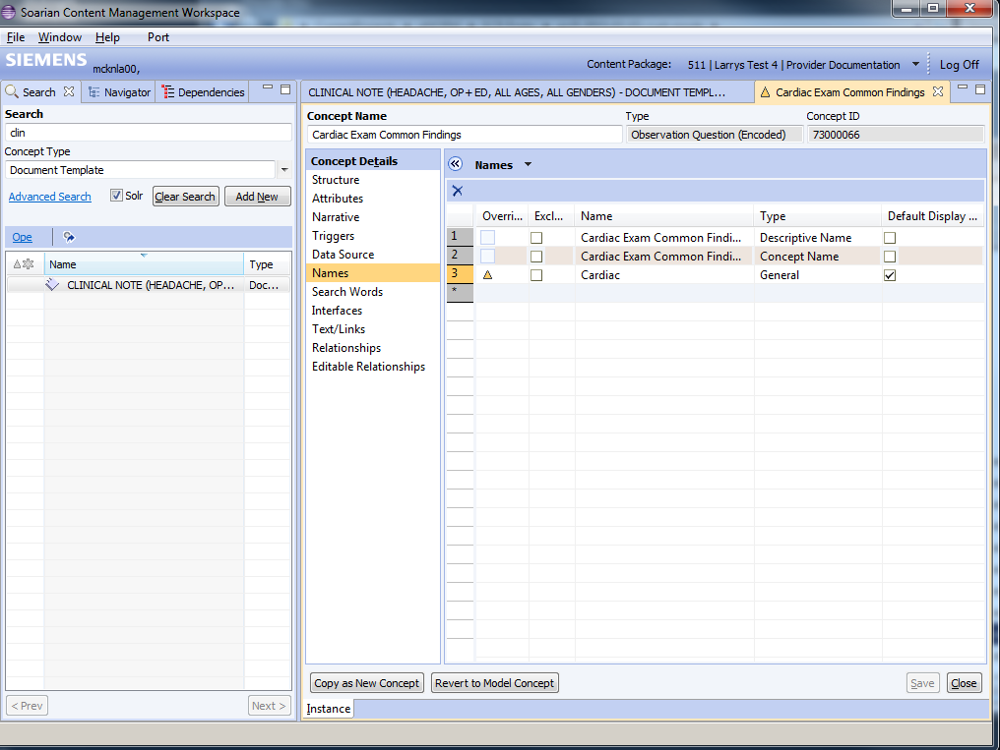 Soarian Content Management Workspace
File Window Help Port
SIEMENS
mcknla00,
Content Package: 511 | Larrys Test 4 | Provider Documentation
Log Off
Search
Navigator
Dependencies
Search
clin
Concept Type
Document Template
Advanced Search
Solr
Clear Search
Add New
Ope
Name
Type
CLINICAL NOTE (HEADACHE, OP...
Doc...
< Prev
Next >
CLINICAL NOTE (HEADACHE, OP+ED, ALL AGES, ALL GENDERS) - DOCUMENT TEMPL...
Cardiac Exam Common Findings
Concept Name
Type
Concept ID
Cardiac Exam Common Findings
Observation Question (Encoded)
73000066
Concept Details
Structure
Attributes
Narrative
Triggers
Data Source
Names
Search Words
Interfaces
Text/Links
Relationships
Editable Relationships
Names
Overri... Excl... Name Type Default Display ...
1 Cardiac Exam Common Findi... Descriptive Name
2 Cardiac Exam Common Findi... Concept Name
3 Cardiac General
*
Copy as New Concept
Revert to Model Concept
Save
Close
Instance